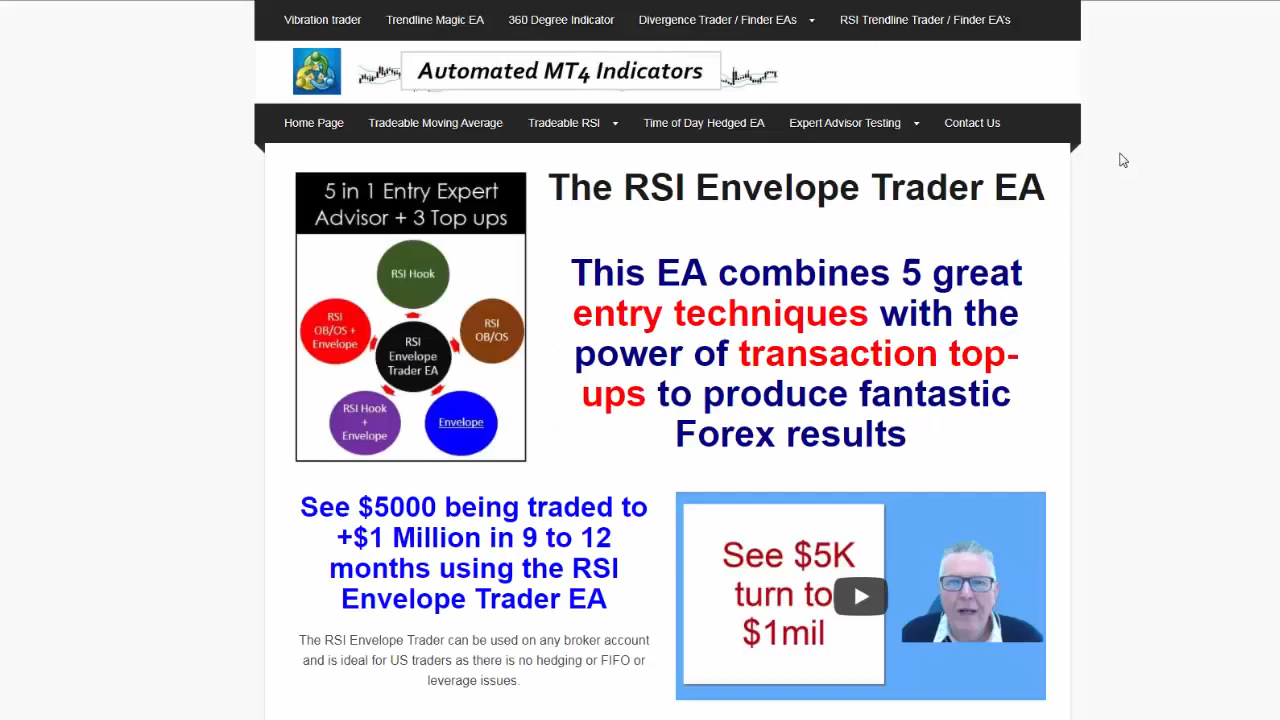 Vibration trader Trendline Magic EA 360 Degree Indicator Divergence Trader / Finder EAs RSI Trendline Trader / Finder EA's
Automated MT4 Indicators
Home Page Tradeable Moving Average Tradeable RSI Time of Day Hedged EA Expert Advisor Testing Contact Us
5 in 1 Entry Expert
Advisor + 3 Top ups
RSI Hook
RSI
OB/OS +
Envelope
RSI
OB/OS
RSI
Envelope
Trader EA
RSI Hook
+
Envelope
Envelope
The RSI Envelope Trader EA
This EA combines 5 great
entry techniques with the
power of transaction top-
ups to produce fantastic
Forex results
See $5000 being traded to
+$1 Million in 9 to 12
months using the RSI
Envelope Trader EA
The RSI Envelope Trader can be used on any broker account
and is ideal for US traders as there is no hedging or FIFO or
leverage issues.
See $5K
turn to
$1mil